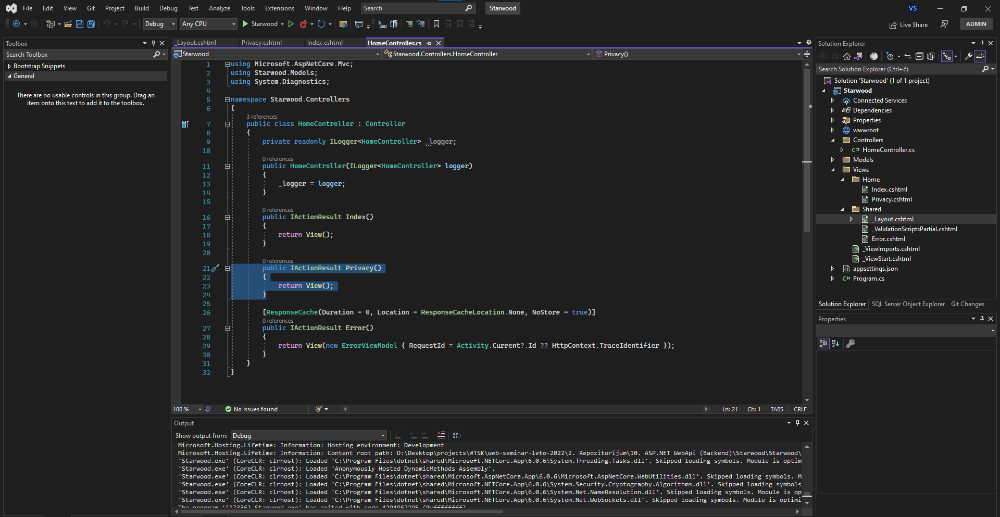 File Edit View Git Project Build Debug Test Analyze Tools Extensions Window Help Search Starwood VS
Debug Any CPU Starwood Live Share ADMIN
Toolbox
Search Toolbox
Bootstrap Snippets
General
There are no usable controls in this group. Drag an
item onto this text to add it to the toolbox.
_Layout.cshtml Privacy.cshtml Index.cshtml HomeController.cs
Starwood Starwood.Controllers.HomeController Privacy()
1 using Microsoft.AspNetCore.Mvc;
2 using Starwood.Models;
3 using System.Diagnostics;
4
5 namespace Starwood.Controllers
6 {
3 references
7 public class HomeController : Controller
8 {
9 private readonly ILogger<HomeController> _logger;
10
0 references
11 public HomeController(ILogger<HomeController> logger)
12 {
13 _logger = logger;
14 }
15
0 references
16 public IActionResult Index()
17 {
18 return View();
19 }
20
0 references
21 public IActionResult Privacy()
22 {
23 return View();
24 }
25
26 [ResponseCache(Duration = 0, Location = ResponseCacheLocation.None, NoStore = true)]
0 references
27 public IActionResult Error()
28 {
29 return View(new ErrorViewModel { RequestId = Activity.Current?.Id ?? HttpContext.TraceIdentifier });
30 }
31 }
32 }
100 % No issues found Ln: 21 Ch: 1 TABS CRLF
Output
Show output from: Debug
Microsoft.Hosting.Lifetime: Information: Hosting environment: Development
Microsoft.Hosting.Lifetime: Information: Content root path: D:\Desktop\projects\#TSK\web-seminar-leto-2022\2. Repozitorijum\10. ASP.NET WebApi (Backend)\Starwood\Starwood\
'Starwood.exe' (CoreCLR: clrhost): Loaded 'C:\Program Files\dotnet\shared\Microsoft.NETCore.App\6.0.6\System.Threading.Tasks.dll'. Skipped loading symbols. Module is optim
'Starwood.exe' (CoreCLR: clrhost): Loaded 'Anonymously Hosted DynamicMethods Assembly'.
'Starwood.exe' (CoreCLR: clrhost): Loaded 'C:\Program Files\dotnet\shared\Microsoft.AspNetCore.App\6.0.6\Microsoft.AspNetCore.WebUtilities.dll'. Skipped loading symbols. M
'Starwood.exe' (CoreCLR: clrhost): Loaded 'C:\Program Files\dotnet\shared\Microsoft.NETCore.App\6.0.6\System.Security.Cryptography.Algorithms.dll'. Skipped loading symbols
'Starwood.exe' (CoreCLR: clrhost): Loaded 'C:\Program Files\dotnet\shared\Microsoft.NETCore.App\6.0.6\System.Net.NameResolution.dll'. Skipped loading symbols. Module is op
'Starwood.exe' (CoreCLR: clrhost): Loaded 'C:\Program Files\dotnet\shared\Microsoft.NETCore.App\6.0.6\System.Net.WebSockets.dll'. Skipped loading symbols. Module is optimi
The program '[17336] Starwood.exe' has exited with code 4294967295 (0xffffffff).
Solution Explorer
Search Solution Explorer (Ctrl+č)
Solution 'Starwood' (1 of 1 project)
Starwood
Connected Services
Dependencies
Properties
wwwroot
Controllers
C# HomeController.cs
Models
Views
Home
Index.cshtml
Privacy.cshtml
Shared
_Layout.cshtml
_ValidationScriptsPartial.cshtml
Error.cshtml
_ViewImports.cshtml
_ViewStart.cshtml
appsettings.json
C# Program.cs
Solution Explorer SQL Server Object Explorer Git Changes
Properties